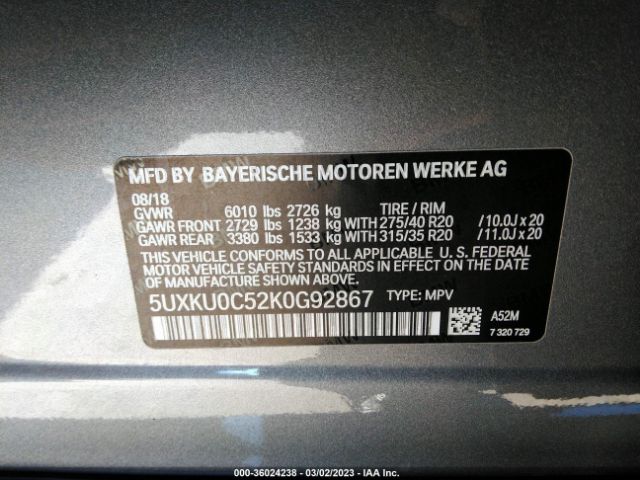 MFD BY BAYERISCHE MOTOREN WERKE AG
08/18
GVWR 6010 lbs 2726 kg TIRE / RIM
GAWR FRONT 2729 lbs 1238 kg WITH 275/40 R20 /10.0J x 20
GAWR REAR 3380 lbs 1533 kg WITH 315/35 R20 /11.0J x 20
THIS VEHICLE CONFORMS TO ALL APPLICABLE U. S. FEDERAL
MOTOR VEHICLE SAFETY STANDARDS IN EFFECT ON
THE DATE OF MANUFACTURE SHOWN ABOVE.
5UXKU0C52K0G92867 TYPE: MPV
A52M
7 320 729
000-36024238 - 03/02/2023 - IAA Inc.